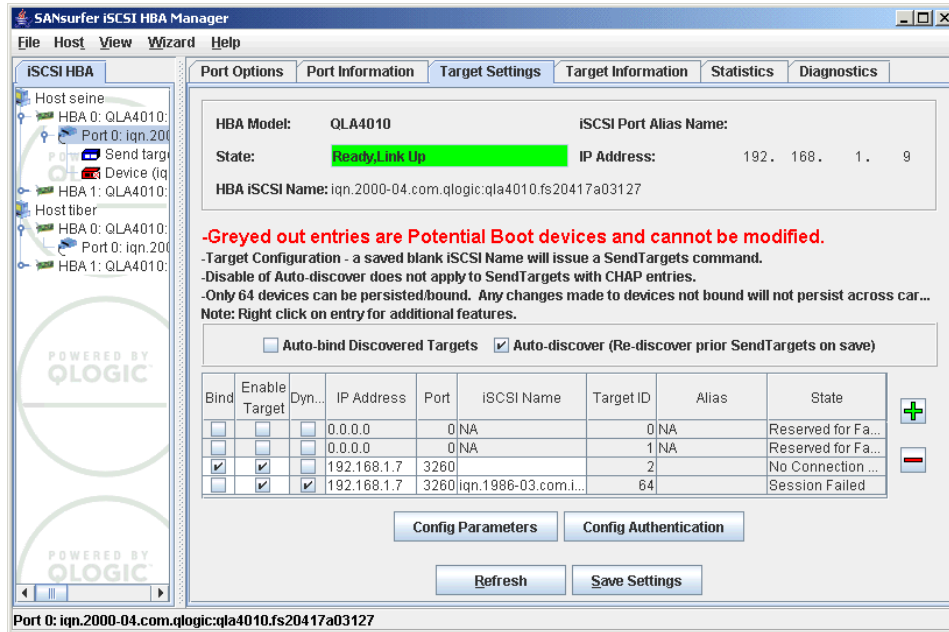 SANsurfer iSCSI HBA Manager
File Host View Wizard Help
iSCSI HBA
Host seine
HBA 0: QLA4010:
Port 0: iqn.200
Send targ
Device (iq
HBA 1: QLA4010:
Host tiber
HBA 0: QLA4010:
Port 0: iqn.200
HBA 1: QLA4010:
POWERED BY
QLOGIC
POWERED BY
QLOGIC
Port Options Port Information Target Settings Target Information Statistics Diagnostics
HBA Model: QLA4010 iSCSI Port Alias Name:
State: Ready,Link Up IP Address: 192. 168. 1. 9
HBA iSCSI Name: iqn.2000-04.com.qlogic:qla4010.fs20417a03127
-Greyed out entries are Potential Boot devices and cannot be modified.
-Target Configuration - a saved blank iSCSI Name will issue a SendTargets command.
-Disable of Auto-discover does not apply to SendTargets with CHAP entries.
-Only 64 devices can be persisted/bound. Any changes made to devices not bound will not persist across car...
Note: Right click on entry for additional features.
Auto-bind Discovered Targets Auto-discover (Re-discover prior SendTargets on save)
Bind Enable Target Dyn... IP Address Port iSCSI Name Target ID Alias State
0.0.0.0 0 NA 0 NA Reserved for Fa...
0.0.0.0 0 NA 1 NA Reserved for Fa...
192.168.1.7 3260 2 No Connection ...
192.168.1.7 3260 iqn.1986-03.com.i... 64 Session Failed
Config Parameters Config Authentication
Refresh Save Settings
Port 0: iqn.2000-04.com.qlogic:qla4010.fs20417a03127